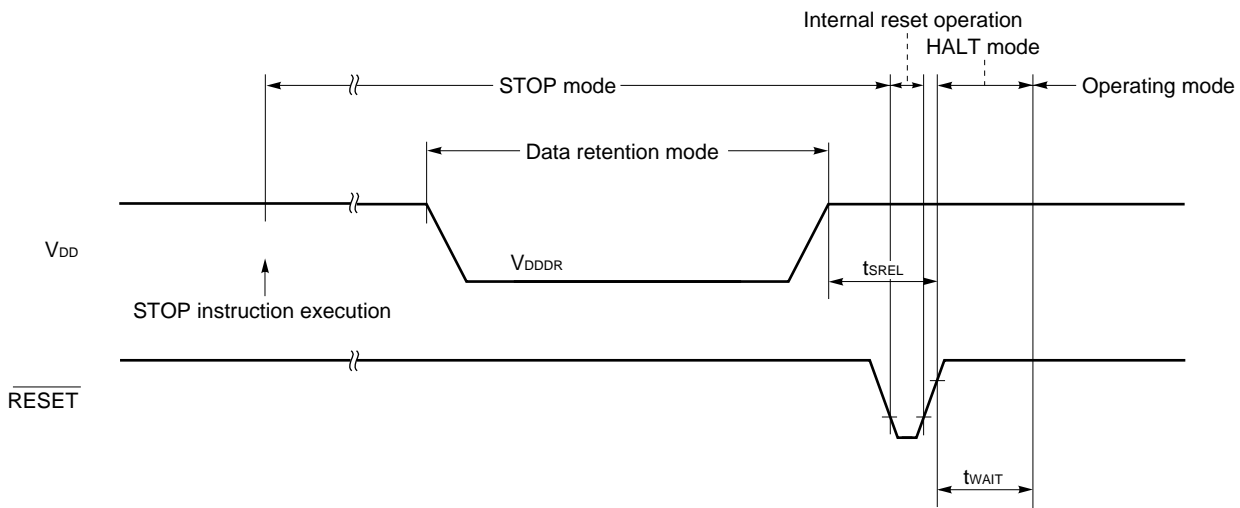 Internal reset operation
HALT mode
STOP mode
Operating mode
Data retention mode
VDD
VDDDR
tSREL
STOP instruction execution
RESET
tWAIT